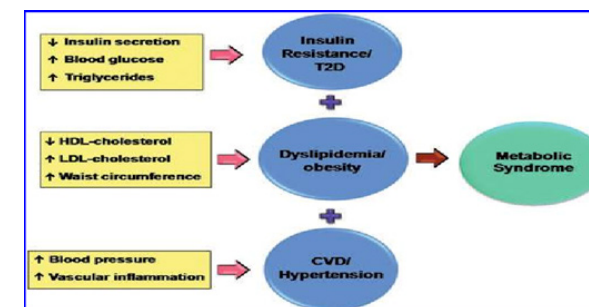 ↓ Insulin secretion
↑ Blood glucose
↑ Triglycerides
Insulin
Resistance/
T2D
+
↓ HDL-cholesterol
↑ LDL-cholesterol
↑ Waist circumference
Dyslipidemia/
obesity
Metabolic
Syndrome
+
↑ Blood pressure
↑ Vascular inflammation
CVD/
Hypertension